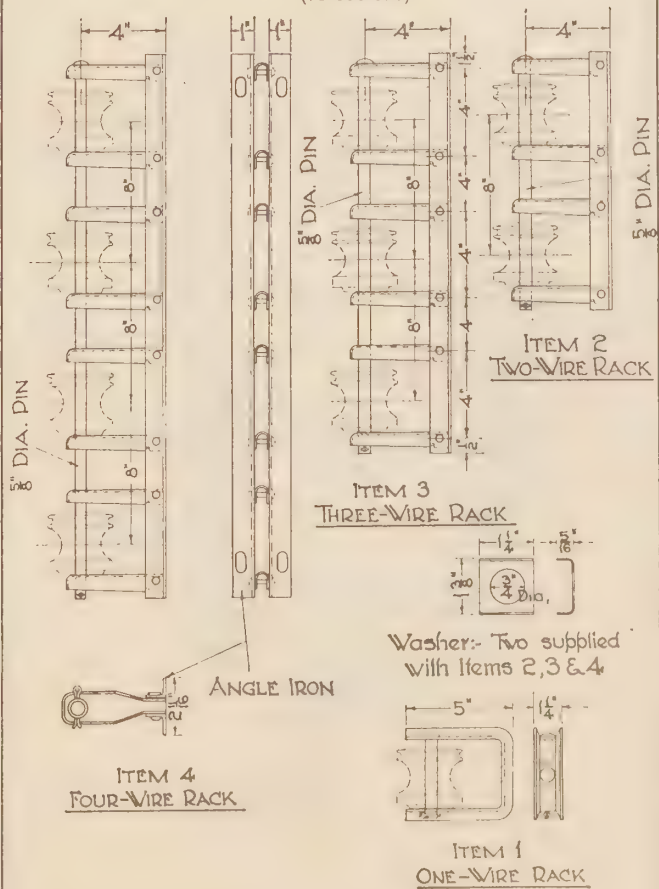 4"
1"
1"
4"
1/2"
4"
4"
4"
4"
4"
1/2"
4"
8"
8"
8"
5/8" DIA. PIN
5/8" DIA. PIN
8"
8"
8"
5/8" DIA. PIN
ITEM 2
TWO-WIRE RACK
ITEM 3
THREE-WIRE RACK
1 1/4"
5/16"
1 3/8"
3/4" DIA.
Washer:- Two supplied
with Items 2,3 & 4
ANGLE IRON
2 11/16"
ITEM 4
FOUR-WIRE RACK
5"
1 1/4"
ITEM 1
ONE-WIRE RACK